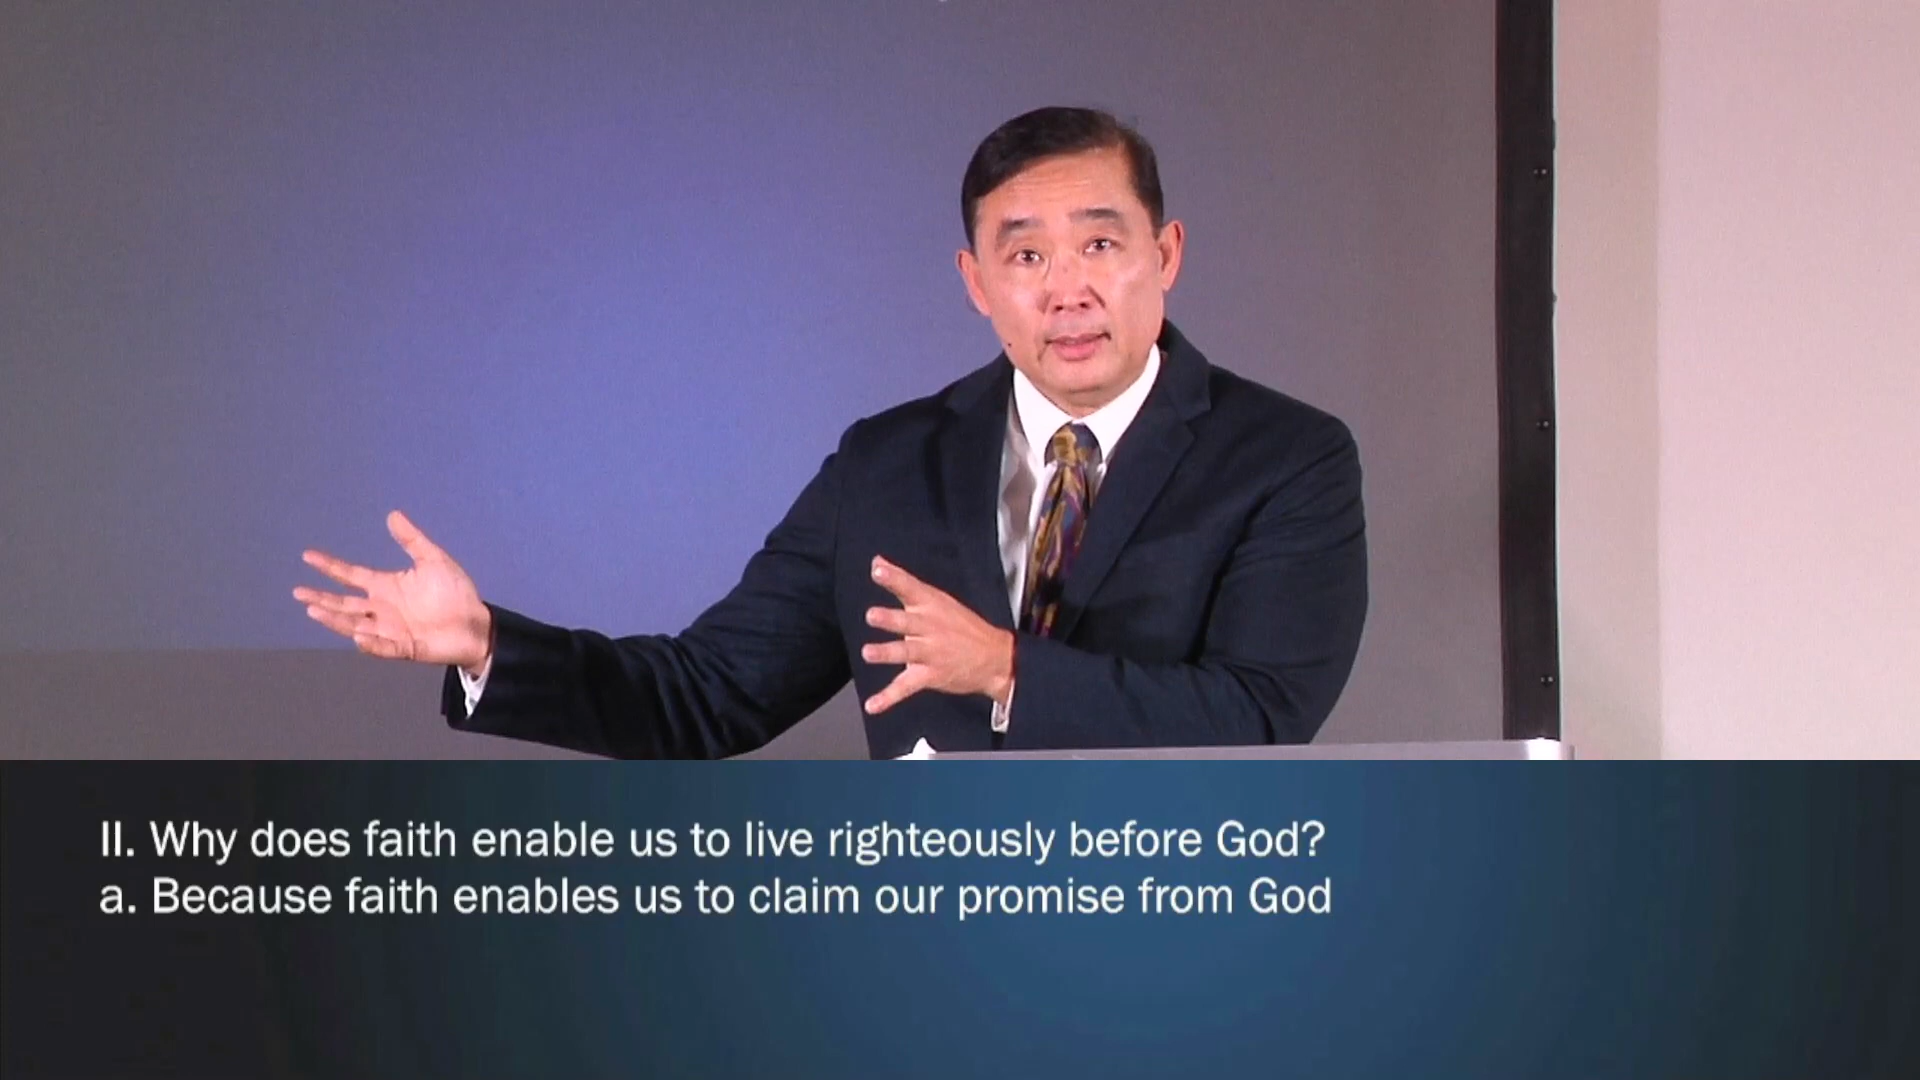 II. Why does faith enable us to live righteously before God?
a. Because faith enables us to claim our promise from God